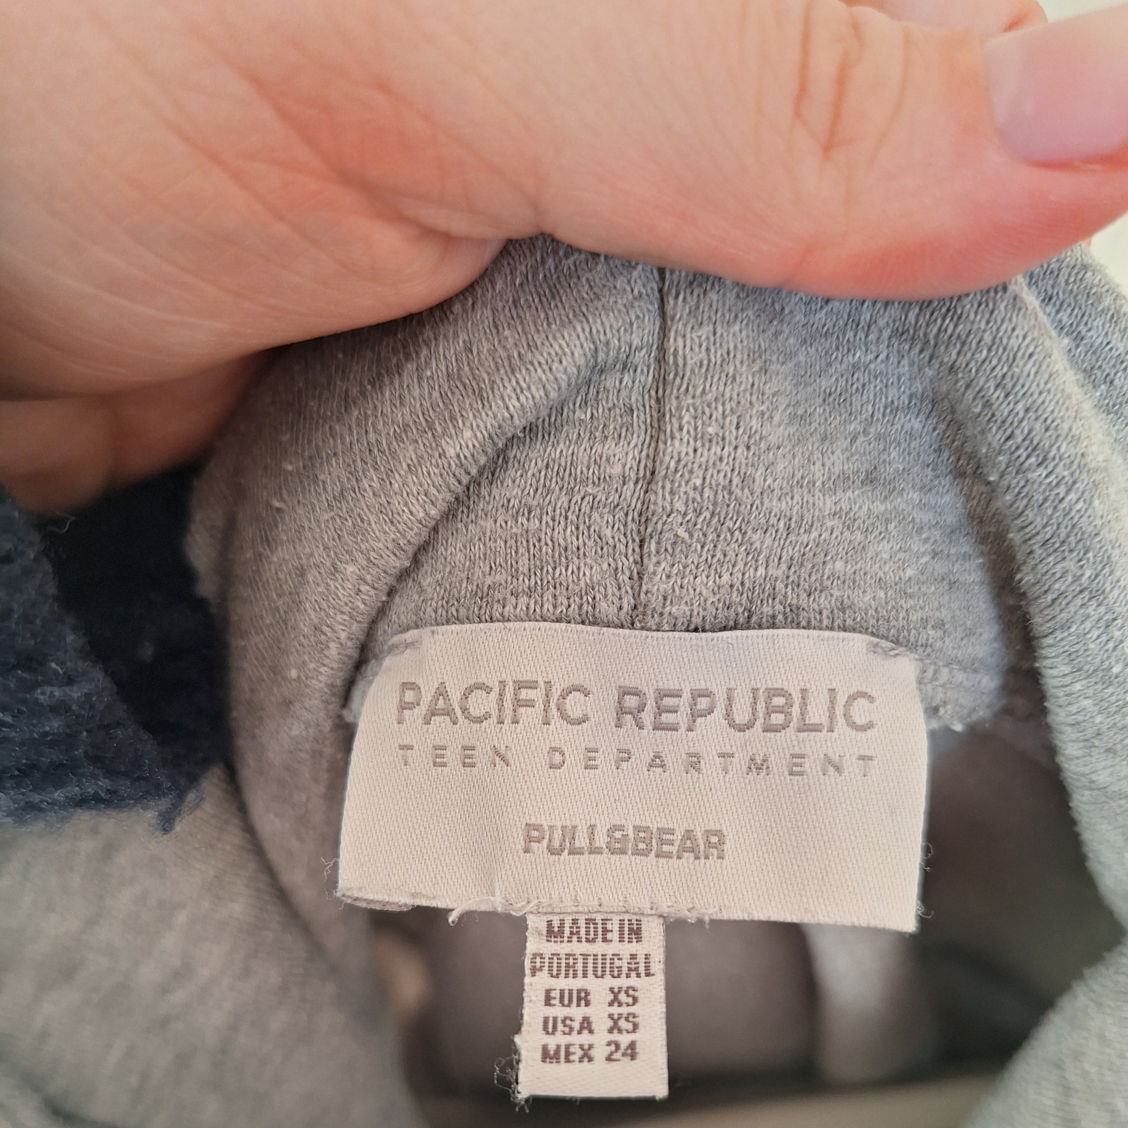 PACIFIC REPUBLIC
TEEN DEPARTMENT
PULL&BEAR
MADE IN
PORTUGAL
EUR XS
USA XS
MEX 24